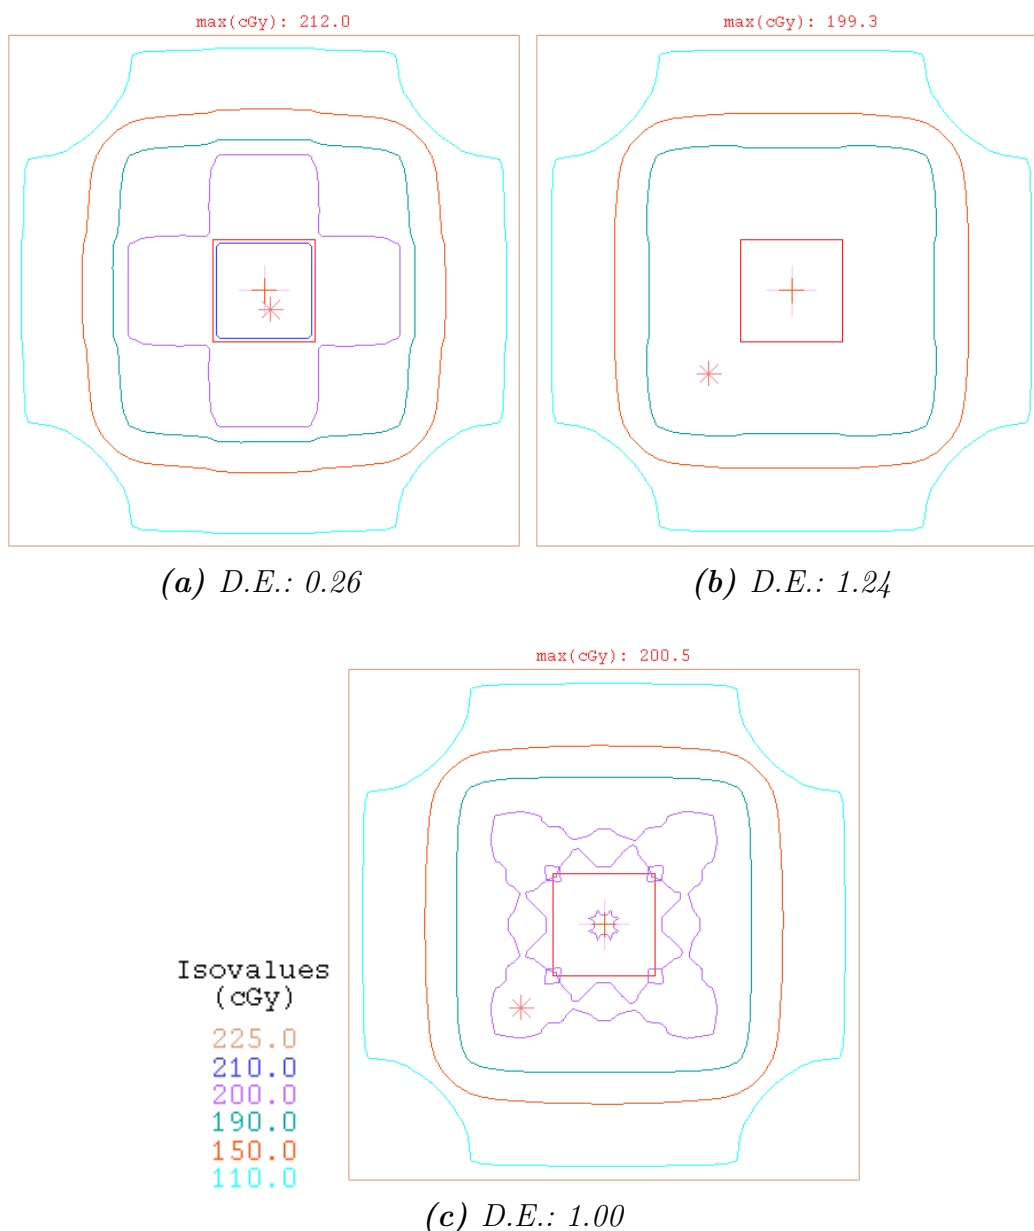 max(cGy): 212.0
max(cGy): 199.3
(a) D.E.: 0.26
(b) D.E.: 1.24
max(cGy): 200.5
Isovalues
(cGy)
225.0
210.0
200.0
190.0
150.0
110.0
(c) D.E.: 1.00